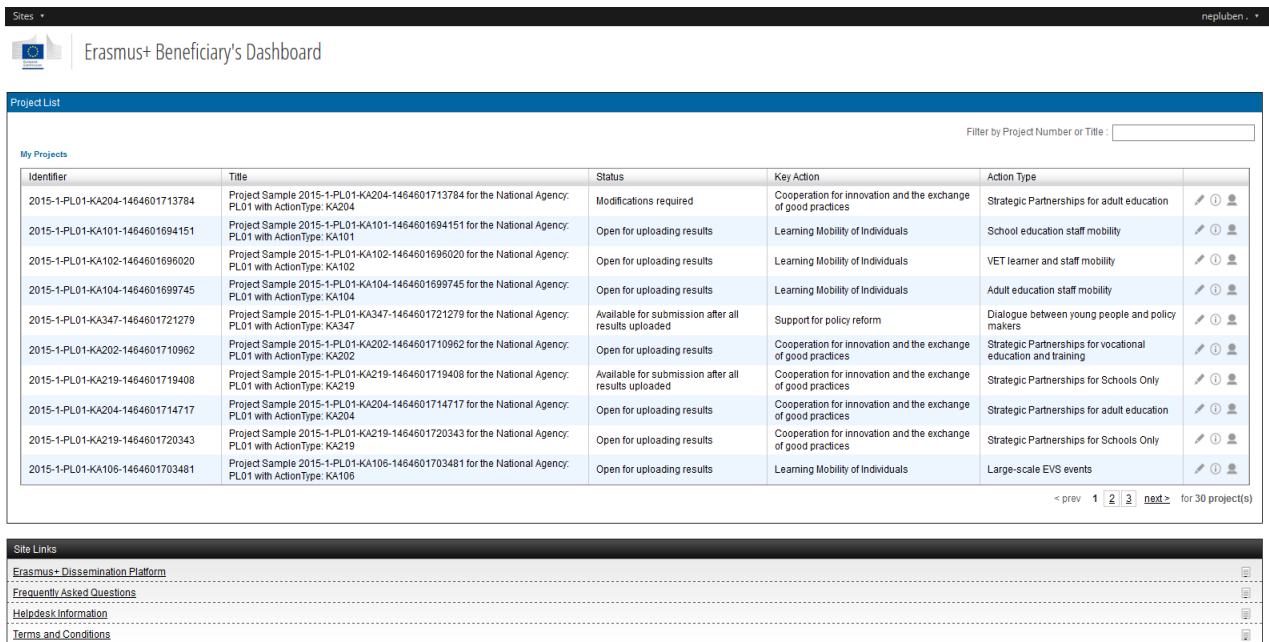 Sites
nepluben .
Erasmus+ Beneficiary's Dashboard
Project List
Filter by Project Number or Title :
My Projects
Identifier Title Status Key Action Action Type
2015-1-PL01-KA204-1464601713784 Project Sample 2015-1-PL01-KA204-1464601713784 for the National Agency: PL01 with ActionType: KA204 Modifications required Cooperation for innovation and the exchange of good practices Strategic Partnerships for adult education
2015-1-PL01-KA101-1464601694151 Project Sample 2015-1-PL01-KA101-1464601694151 for the National Agency: PL01 with ActionType: KA101 Open for uploading results Learning Mobility of Individuals School education staff mobility
2015-1-PL01-KA102-1464601696020 Project Sample 2015-1-PL01-KA102-1464601696020 for the National Agency: PL01 with ActionType: KA102 Open for uploading results Learning Mobility of Individuals VET learner and staff mobility
2015-1-PL01-KA104-1464601699745 Project Sample 2015-1-PL01-KA104-1464601699745 for the National Agency: PL01 with ActionType: KA104 Open for uploading results Learning Mobility of Individuals Adult education staff mobility
2015-1-PL01-KA347-1464601721279 Project Sample 2015-1-PL01-KA347-1464601721279 for the National Agency: PL01 with ActionType: KA347 Available for submission after all results uploaded Support for policy reform Dialogue between young people and policy makers
2015-1-PL01-KA202-1464601710962 Project Sample 2015-1-PL01-KA202-1464601710962 for the National Agency: PL01 with ActionType: KA202 Open for uploading results Cooperation for innovation and the exchange of good practices Strategic Partnerships for vocational education and training
2015-1-PL01-KA219-1464601719408 Project Sample 2015-1-PL01-KA219-1464601719408 for the National Agency: PL01 with ActionType: KA219 Available for submission after all results uploaded Cooperation for innovation and the exchange of good practices Strategic Partnerships for Schools Only
2015-1-PL01-KA204-1464601714717 Project Sample 2015-1-PL01-KA204-1464601714717 for the National Agency: PL01 with ActionType: KA204 Open for uploading results Cooperation for innovation and the exchange of good practices Strategic Partnerships for adult education
2015-1-PL01-KA219-1464601720343 Project Sample 2015-1-PL01-KA219-1464601720343 for the National Agency: PL01 with ActionType: KA219 Open for uploading results Cooperation for innovation and the exchange of good practices Strategic Partnerships for Schools Only
2015-1-PL01-KA106-1464601703481 Project Sample 2015-1-PL01-KA106-1464601703481 for the National Agency: PL01 with ActionType: KA106 Open for uploading results Learning Mobility of Individuals Large-scale EVS events
< prev 1 2 3 next > for 30 project(s)
Site Links
Erasmus+ Dissemination Platform
Frequently Asked Questions
Helpdesk Information
Terms and Conditions